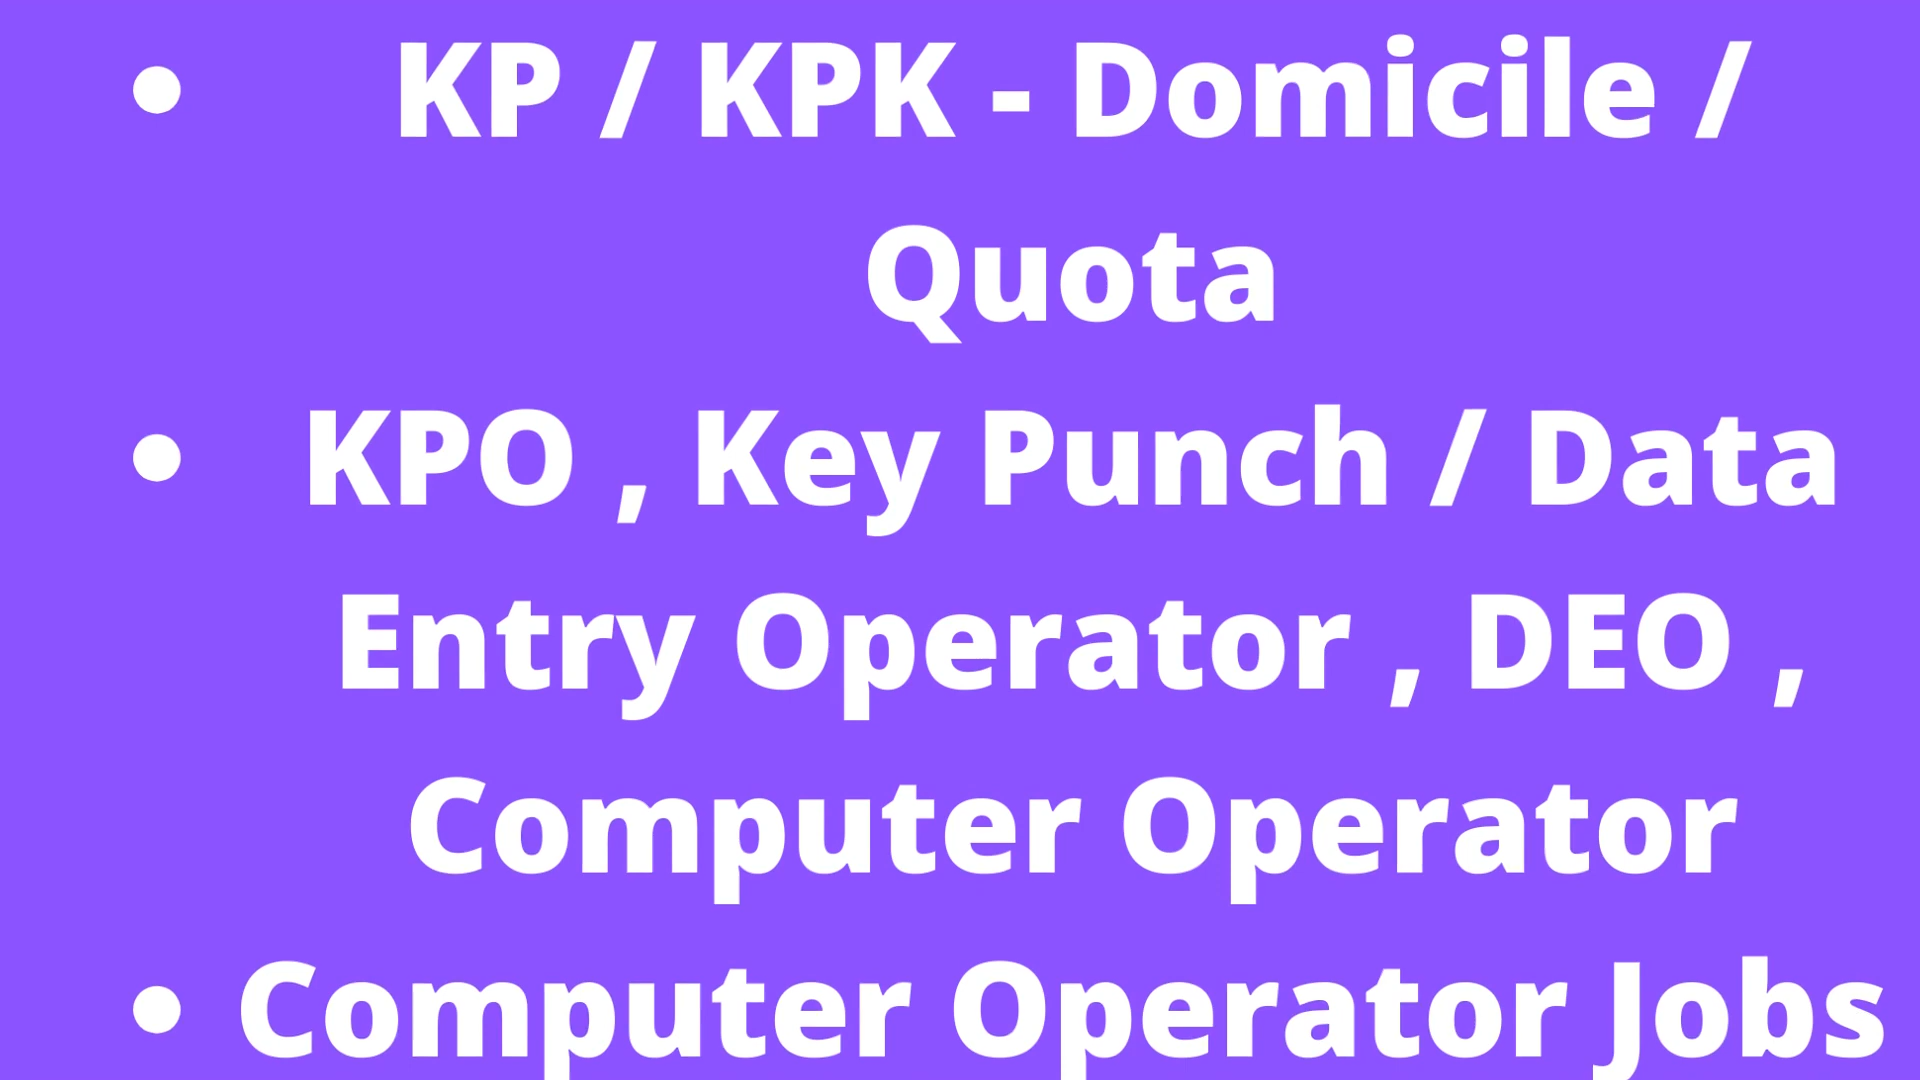 • KP / KPK - Domicile /
Quota
• KPO , Key Punch / Data
Entry Operator , DEO ,
Computer Operator
• Computer Operator Jobs